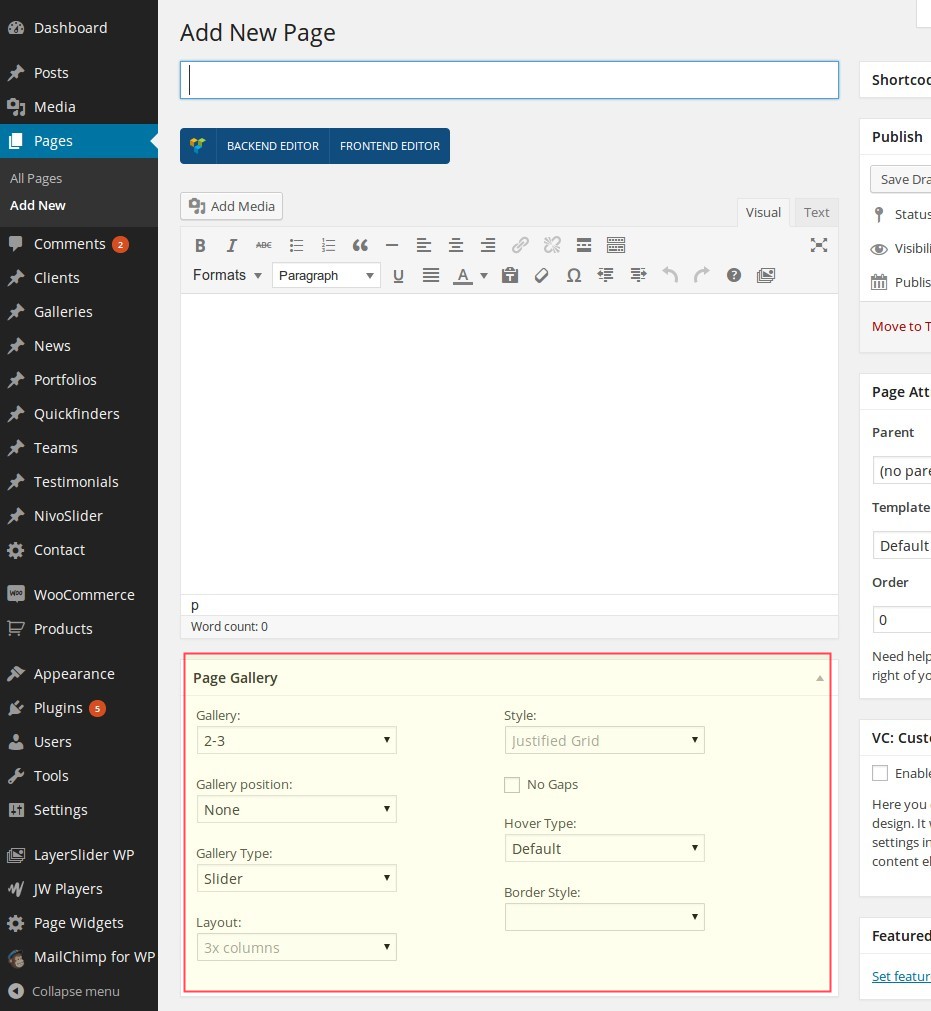 Dashboard
Posts
Media
Pages
All Pages
Add New
Comments 2
Clients
Galleries
News
Portfolios
Quickfinders
Teams
Testimonials
NivoSlider
Contact
WooCommerce
Products
Appearance
Plugins 5
Users
Tools
Settings
LayerSlider WP
JW Players
Page Widgets
MailChimp for WP
Collapse menu
Add New Page
BACKEND EDITOR FRONTEND EDITOR
Add Media
Visual Text
B I ABC
Formats Paragraph U A Ω
p
Word count: 0
Page Gallery
Gallery:
2-3
Gallery position:
None
Gallery Type:
Slider
Layout:
3x columns
Style:
Justified Grid
No Gaps
Hover Type:
Default
Border Style:
Shortcod
Publish
Save Dra
Status
Visibili
Publis
Move to T
Page Att
Parent
(no pare
Template
Default
Order
0
Need help
right of yo
VC: Custo
Enable
Here you
design. It w
settings in
content el
Featured
Set featur